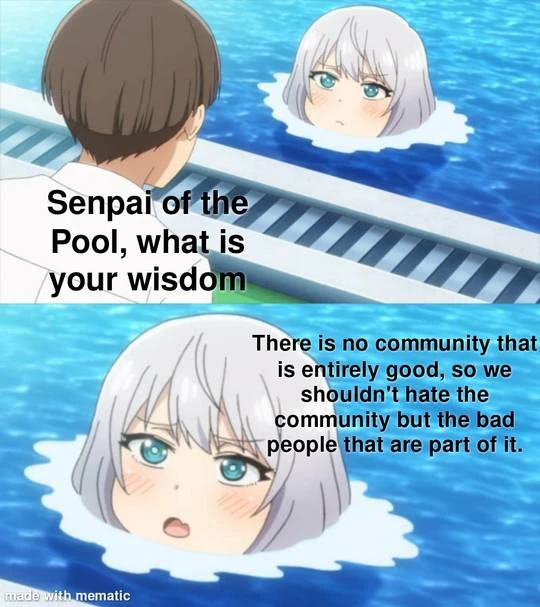 Senpai of the
Pool, what is
your wisdom
There is no community that
is entirely good, so we
shouldn't hate the
community but the bad
people that are part of it.
made with mematic